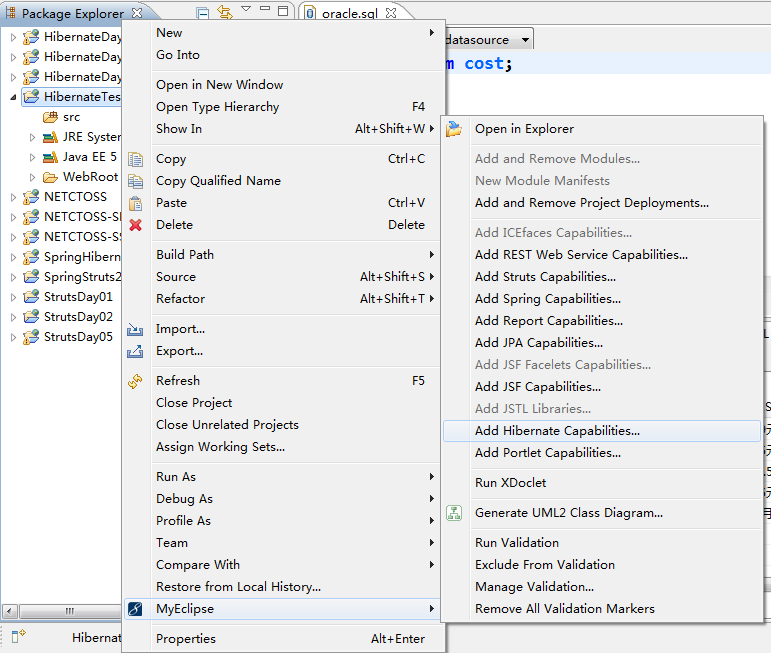 Package Explorer
oracle.sql
HibernateDay
HibernateDay
HibernateDay
HibernateTes
src
JRE System
Java EE 5
WebRoot
NETCTOSS
NETCTOSS-S
NETCTOSS-S
SpringHibern
SpringStruts2
StrutsDay01
StrutsDay02
StrutsDay05
Hibernat
datasource
m cost;
New
Go Into
Open in New Window
Open Type Hierarchy F4
Show In Alt+Shift+W
Copy Ctrl+C
Copy Qualified Name
Paste Ctrl+V
Delete Delete
Build Path
Source Alt+Shift+S
Refactor Alt+Shift+T
Import...
Export...
Refresh F5
Close Project
Close Unrelated Projects
Assign Working Sets...
Run As
Debug As
Profile As
Team
Compare With
Restore from Local History...
MyEclipse
Properties Alt+Enter
Open in Explorer
Add and Remove Modules...
New Module Manifests
Add and Remove Project Deployments...
Add ICEfaces Capabilities...
Add REST Web Service Capabilities...
Add Struts Capabilities...
Add Spring Capabilities...
Add Report Capabilities...
Add JPA Capabilities...
Add JSF Facelets Capabilities...
Add JSF Capabilities...
Add JSTL Libraries...
Add Hibernate Capabilities...
Add Portlet Capabilities...
Run XDoclet
Generate UML2 Class Diagram...
Run Validation
Exclude From Validation
Manage Validation...
Remove All Validation Markers